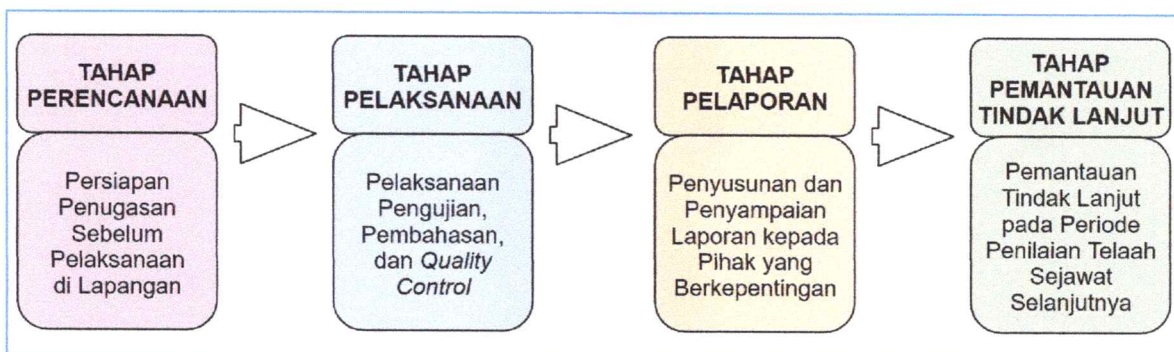 TAHAP
PERENCANAAN
Persiapan
Penugasan
Sebelum
Pelaksanaan
di Lapangan
TAHAP
PELAKSANAAN
Pelaksanaan
Pengujian,
Pembahasan,
dan Quality
Control
TAHAP
PELAPORAN
Penyusunan dan
Penyampaian
Laporan kepada
Pihak yang
Berkepentingan
TAHAP
PEMANTAUAN
TINDAK LANJUT
Pemantauan
Tindak Lanjut
pada Periode
Penilaian Telaah
Sejawat
Selanjutnya